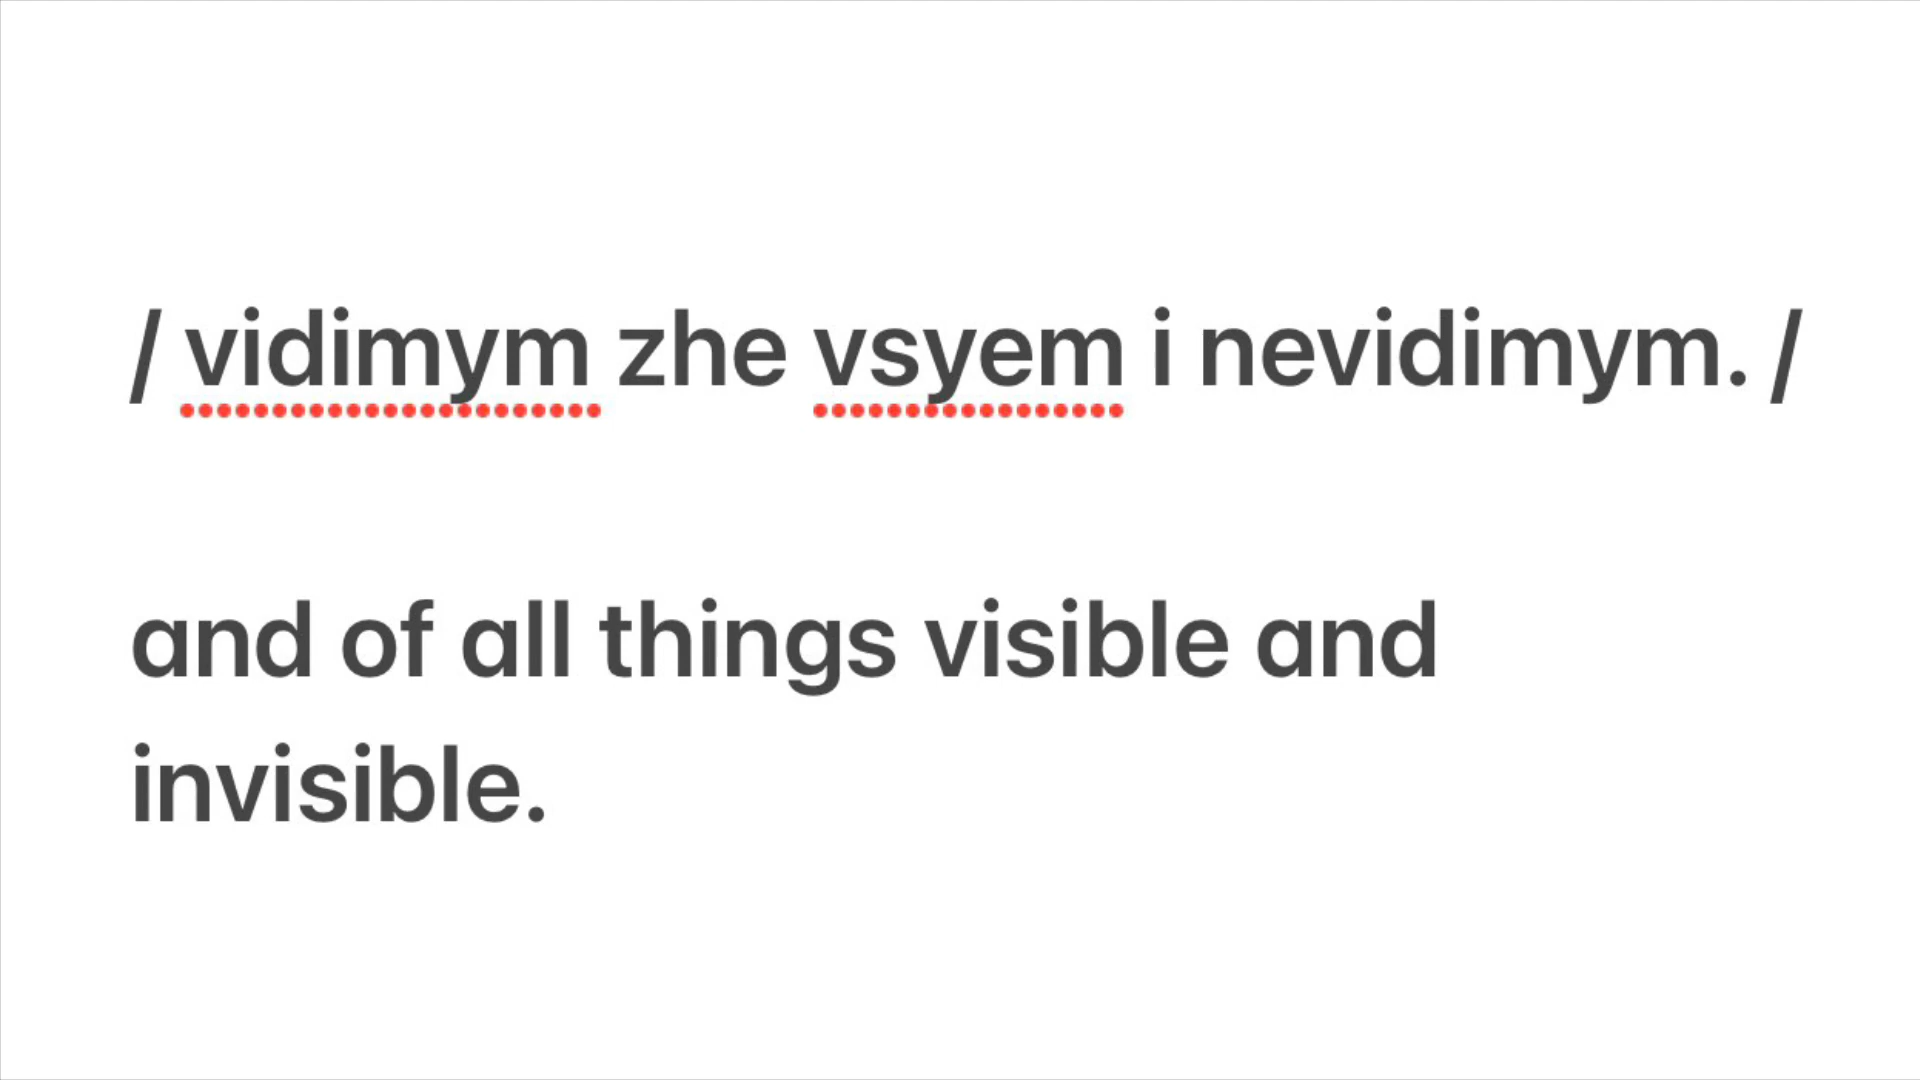 / vidimym zhe vsyem i nevidimym. /
and of all things visible and
invisible.